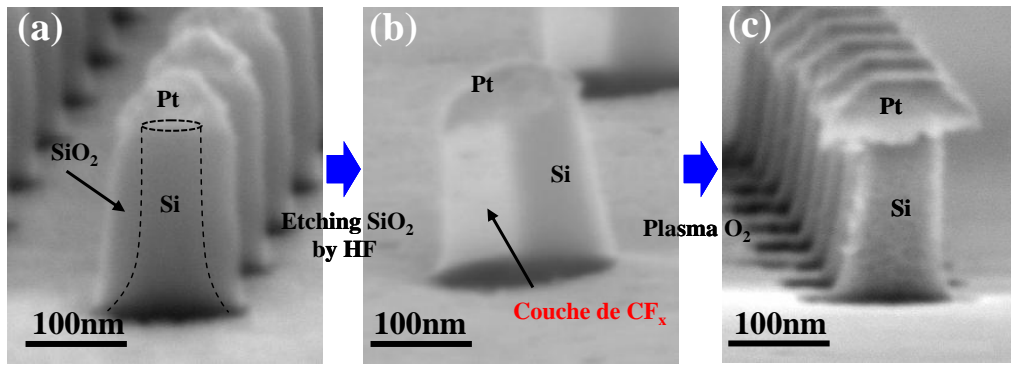 (a)
Pt
SiO₂
Si
100nm
Etching SiO₂
by HF
(b)
Pt
Si
Couche de CFₓ
100nm
Plasma O₂
(c)
Pt
Si
100nm